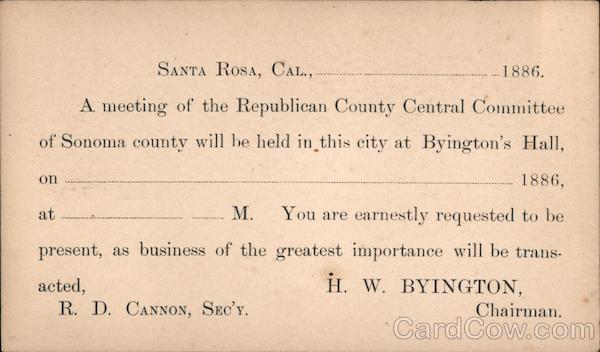 Santa Rosa, Cal., 1886.
A meeting of the Republican County Central Committee
of Sonoma county will be held in this city at Byington's Hall,
on 1886,
at M. You are earnestly requested to be
present, as business of the greatest importance will be trans-
acted,
H. W. BYINGTON,
R. D. Cannon, Sec'y.
Chairman.
CardCow.com